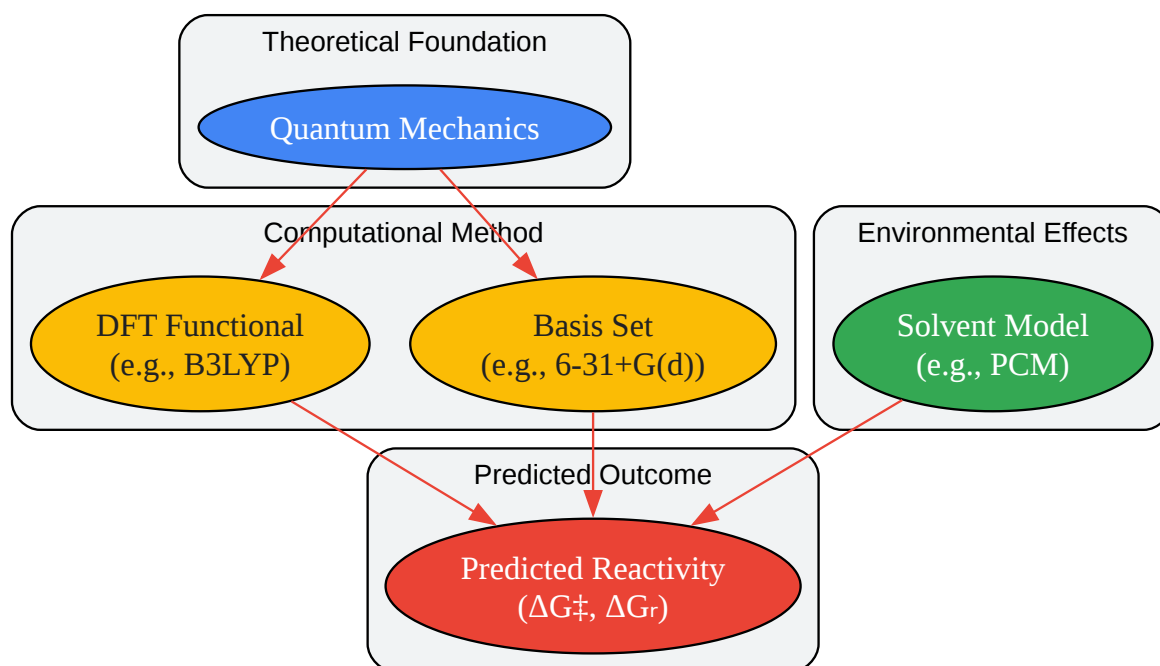 Theoretical Foundation
Quantum Mechanics
Computational Method
Environmental Effects
DFT Functional
(e.g., B3LYP)
Basis Set
(e.g., 6-31+G(d))
Solvent Model
(e.g., PCM)
Predicted Outcome
Predicted Reactivity
(ΔG‡, ΔGᵣ)